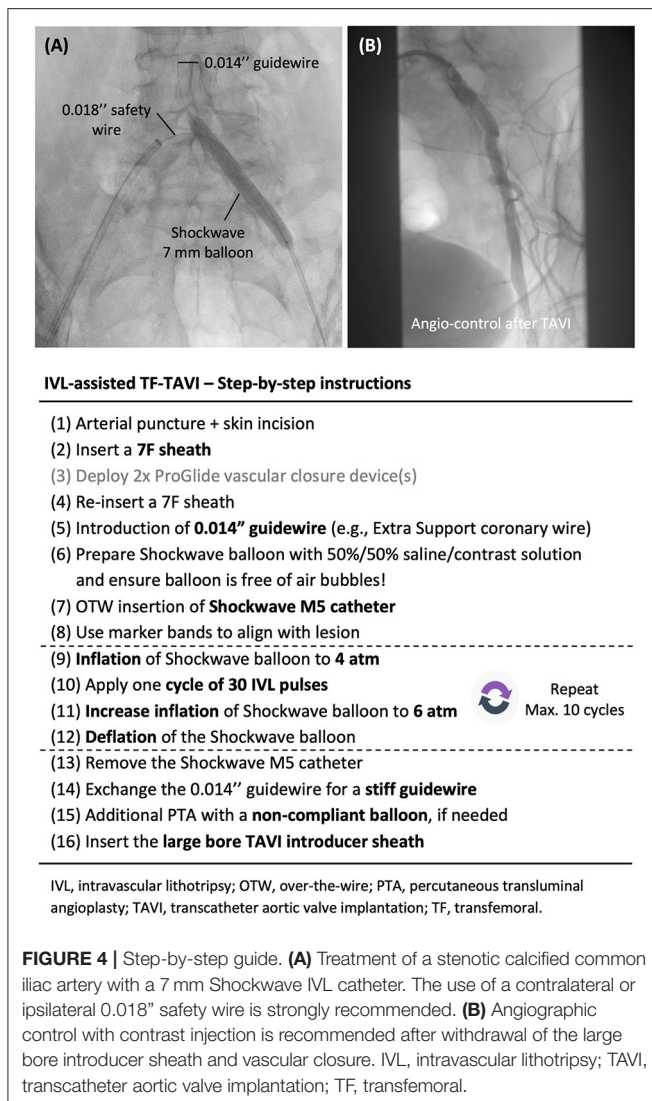 (A)
0.014’’ guidewire
0.018’’ safety
wire
Shockwave
7 mm balloon
(B)
Angio-control after TAVI
IVL-assisted TF-TAVI – Step-by-step instructions
(1) Arterial puncture + skin incision
(2) Insert a 7F sheath
(3) Deploy 2x ProGlide vascular closure device(s)
(4) Re-insert a 7F sheath
(5) Introduction of 0.014” guidewire (e.g., Extra Support coronary wire)
(6) Prepare Shockwave balloon with 50%/50% saline/contrast solution
and ensure balloon is free of air bubbles!
(7) OTW insertion of Shockwave M5 catheter
(8) Use marker bands to align with lesion
(9) Inflation of Shockwave balloon to 4 atm
(10) Apply one cycle of 30 IVL pulses
(11) Increase inflation of Shockwave balloon to 6 atm
(12) Deflation of the Shockwave balloon
Repeat
Max. 10 cycles
(13) Remove the Shockwave M5 catheter
(14) Exchange the 0.014’’ guidewire for a stiff guidewire
(15) Additional PTA with a non-compliant balloon, if needed
(16) Insert the large bore TAVI introducer sheath
IVL, intravascular lithotripsy; OTW, over-the-wire; PTA, percutaneous transluminal
angioplasty; TAVI, transcatheter aortic valve implantation; TF, transfemoral.
FIGURE 4 | Step-by-step guide. (A) Treatment of a stenotic calcified common
iliac artery with a 7 mm Shockwave IVL catheter. The use of a contralateral or
ipsilateral 0.018” safety wire is strongly recommended. (B) Angiographic
control with contrast injection is recommended after withdrawal of the large
bore introducer sheath and vascular closure. IVL, intravascular lithotripsy; TAVI,
transcatheter aortic valve implantation; TF, transfemoral.